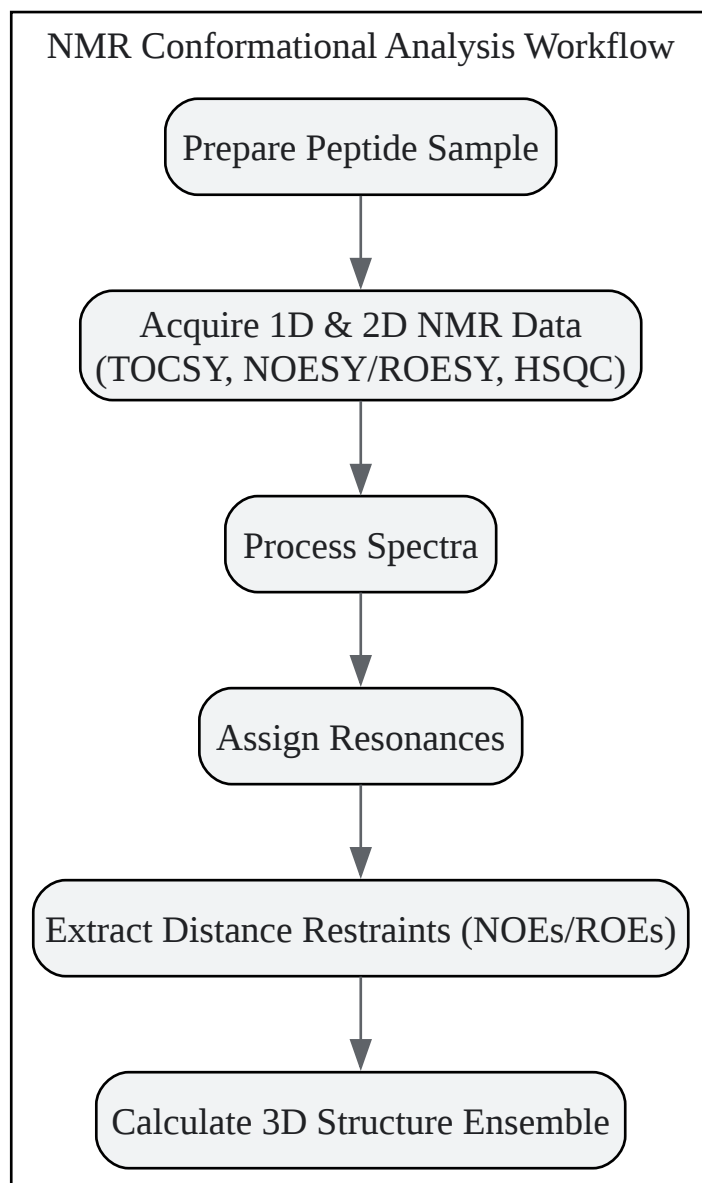 NMR Conformational Analysis Workflow
Prepare Peptide Sample
Acquire 1D & 2D NMR Data
(TOCSY, NOESY/ROESY, HSQC)
Process Spectra
Assign Resonances
Extract Distance Restraints (NOEs/ROEs)
Calculate 3D Structure Ensemble